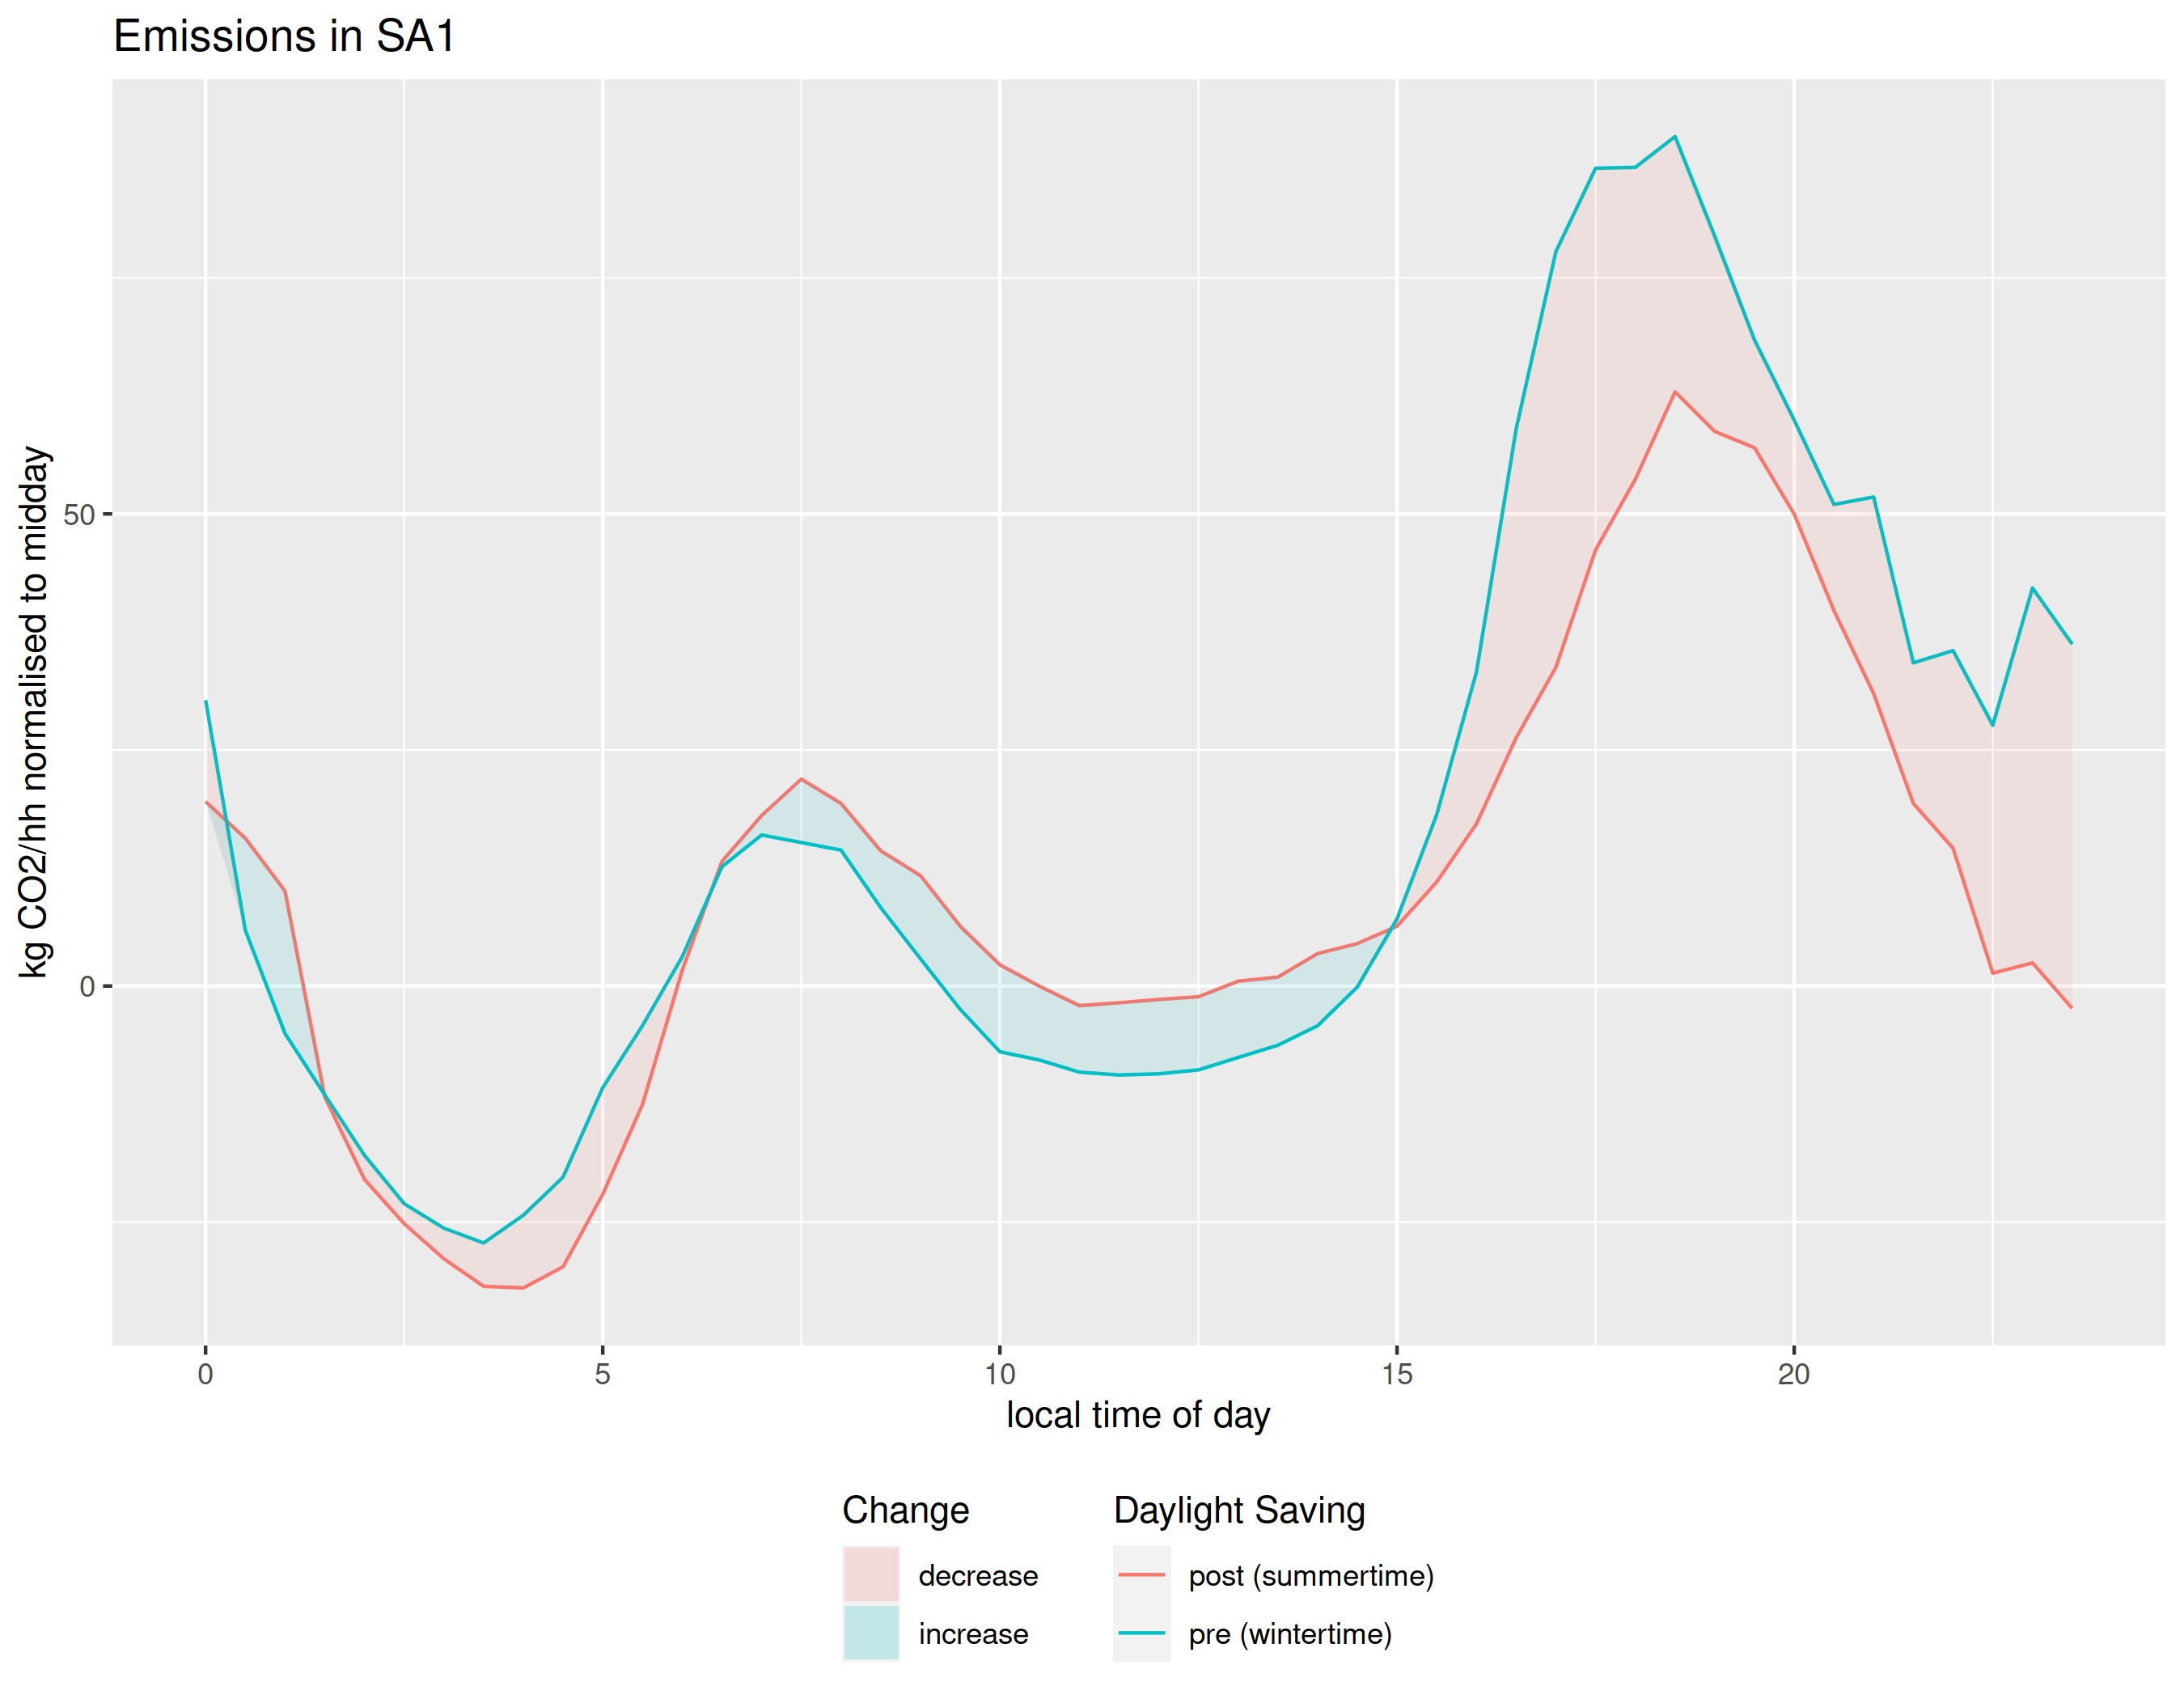 Emissions in SA1
kg CO2/hh normalised to midday
50
0
0
5
10
15
20
local time of day
Change
decrease
increase
Daylight Saving
post (summertime)
pre (wintertime)